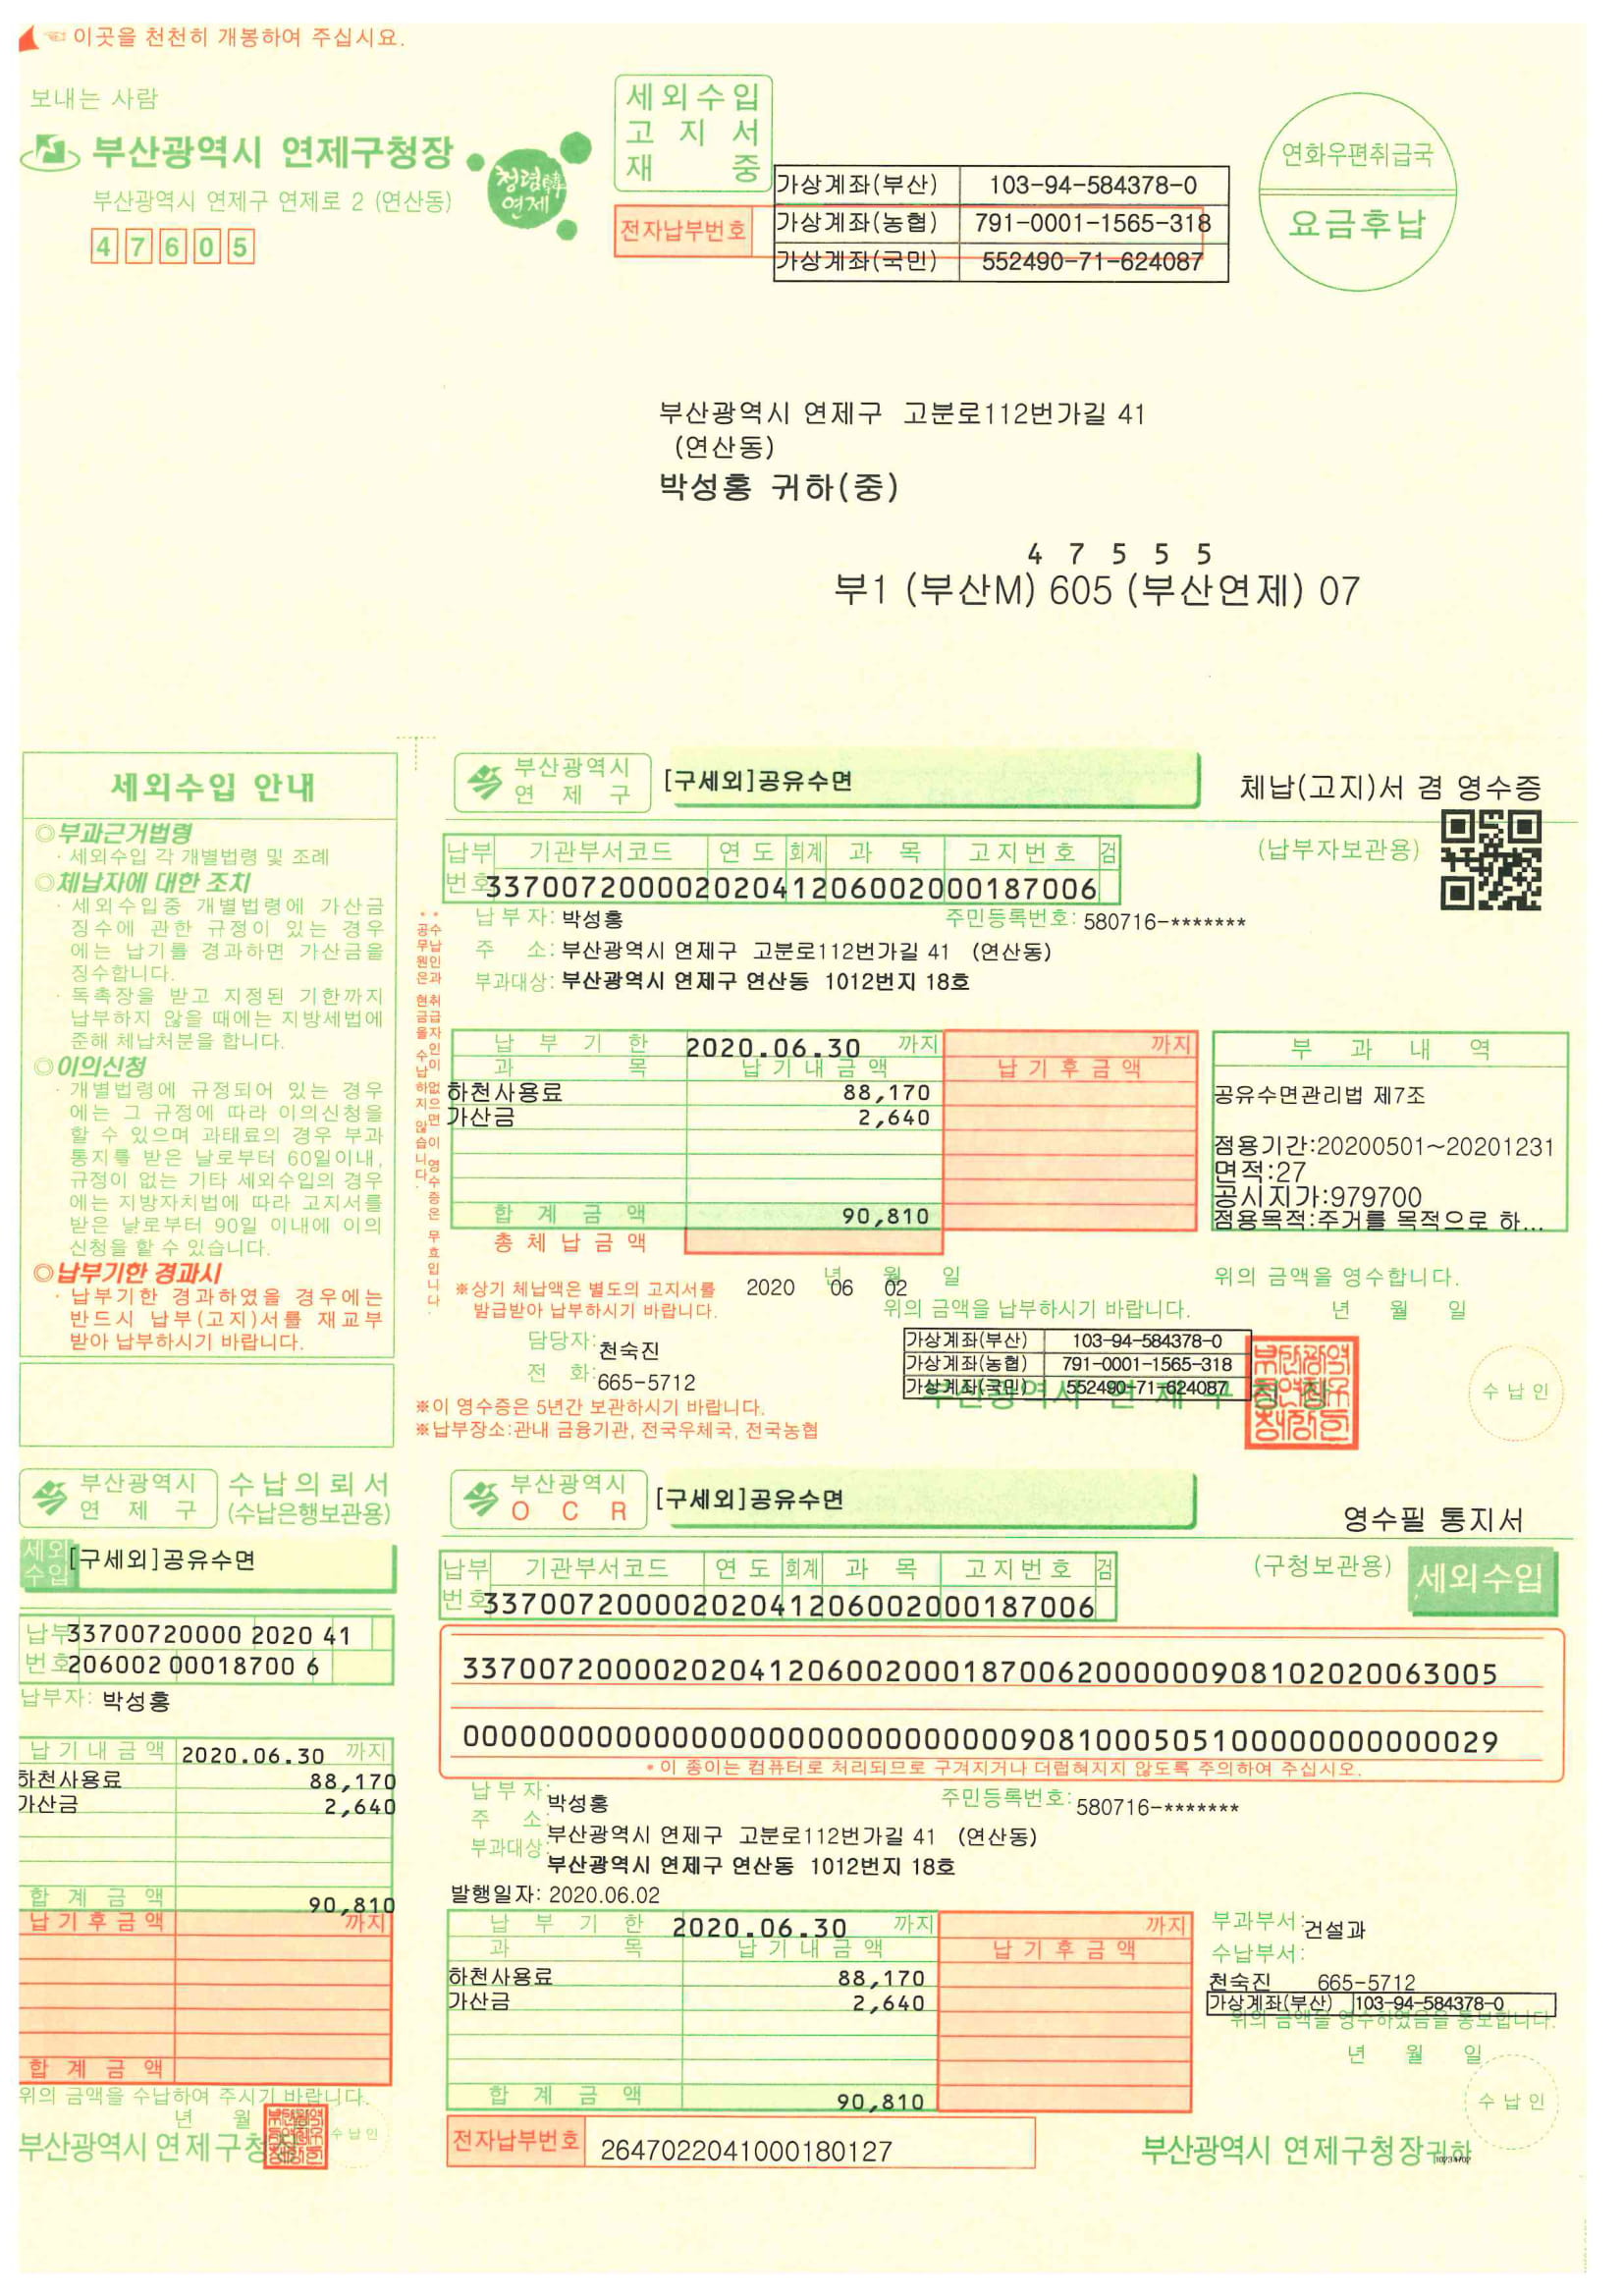 이곳을 천천히 개봉하여 주십시요.
보내는 사람
부산광역시 연제구청장
부산광역시 연제구 연제로 2 (연산동)
47605
청렴
연제
세외수입
고지서
재중
전자납부번호
가상계좌(부산) 103-94-584378-0
가상계좌(농협) 791-0001-1565-318
가상계좌(국민) 552490-71-624087
연화우편취급국
요금후납
부산광역시 연제구 고분로112번가길 41
(연산동)
박성홍 귀하(중)
4 7 5 5 5
부1 (부산M) 605 (부산연제) 07
세외수입 안내
◎부과근거법령
· 세외수입 각 개별법령 및 조례
◎체납자에 대한 조치
· 세외수입중 개별법령에 가산금
징수에 관한 규정이 있는 경우
에는 납기를 경과하면 가산금을
징수합니다.
· 독촉장을 받고 지정된 기한까지
납부하지 않을 때에는 지방세법에
준해 체납처분을 합니다.
◎이의신청
· 개별법령에 규정되어 있는 경우
에는 그 규정에 따라 이의신청을
할 수 있으며 과태료의 경우 부과
통지를 받은 날로부터 60일이내,
규정이 없는 기타 세외수입의 경우
에는 지방자치법에 따라 고지서를
받은 날로부터 90일 이내에 이의
신청을 할 수 있습니다.
◎납부기한 경과시
· 납부기한 경과하였을 경우에는
반드시 납부(고지)서를 재교부
받아 납부하시기 바랍니다.
* 수납인과 취급자인이 없으면 이 영수증은 무효입니다.
* 공무원은 현금을 수납하지 않습니다.
부산광역시
연 제 구
[구세외]공유수면
체납(고지)서 겸 영수증
(납부자보관용)
납부번호 기관부서코드 연도 회계 과 목 고지번호 검
3370072000020204120600200018​7006
납 부 자: 박성홍 주민등록번호: 580716-*******
주 소: 부산광역시 연제구 고분로112번가길 41 (연산동)
부과대상: 부산광역시 연제구 연산동 1012번지 18호
납 부 기 한 2020.06.30 까지 까지
과 목 납기내금액 납기후금액
하천사용료 88,170
가산금 2,640
합 계 금 액 90,810
총 체 납 금 액
부 과 내 역
공유수면관리법 제7조
점용기간:20200501~20201231
면적:27
공시지가:979700
점용목적:주거를 목적으로 하...
※상기 체납액은 별도의 고지서를
발급받아 납부하시기 바랍니다.
2020 년 06 월 02 일
위의 금액을 납부하시기 바랍니다.
위의 금액을 영수합니다.
년 월 일
담당자: 천숙진
전 화: 665-5712
가상계좌(부산) 103-94-584378-0
가상계좌(농협) 791-0001-1565-318
가상계좌(국민) 552490-71-624087
부산광역시 연제구청장
수납인
※이 영수증은 5년간 보관하시기 바랍니다.
※납부장소:관내 금융기관, 전국우체국, 전국농협
부산광역시
연 제 구
수납의뢰서
(수납은행보관용)
세외수입
[구세외]공유수면
납부번호
33700720000 2020 41
206002 00018700 6
납부자: 박성홍
납기내금액 2020.06.30 까지
하천사용료 88,170
가산금 2,640
합 계 금 액 90,810
납기후금액 까지
합 계 금 액
위의 금액을 수납하여 주시기 바랍니다.
년 월
수납인
부산광역시 연제구청장
부산광역시
O C R
[구세외]공유수면
영수필 통지서
(구청보관용)
세외수입
납부번호 기관부서코드 연도 회계 과 목 고지번호 검
33700720000202041206002000187006
337007200002020412060020001870062000000908102020063005
000000000000000000000000000009081000505100000000000029
* 이 종이는 컴퓨터로 처리되므로 구겨지거나 더럽혀지지 않도록 주의하여 주십시오.
납 부 자: 박성홍 주민등록번호: 580716-*******
주 소: 부산광역시 연제구 고분로112번가길 41 (연산동)
부과대상: 부산광역시 연제구 연산동 1012번지 18호
발행일자: 2020.06.02
납 부 기 한 2020.06.30 까지 까지
과 목 납기내금액 납기후금액
하천사용료 88,170
가산금 2,640
합 계 금 액 90,810
부과부서: 건설과
수납부서:
천숙진 665-5712
가상계좌(부산) 103-94-584378-0
위의 금액을 영수하였음을 통보합니다.
년 월 일
수납인
전자납부번호 2647022041000180127
부산광역시 연제구청장귀하